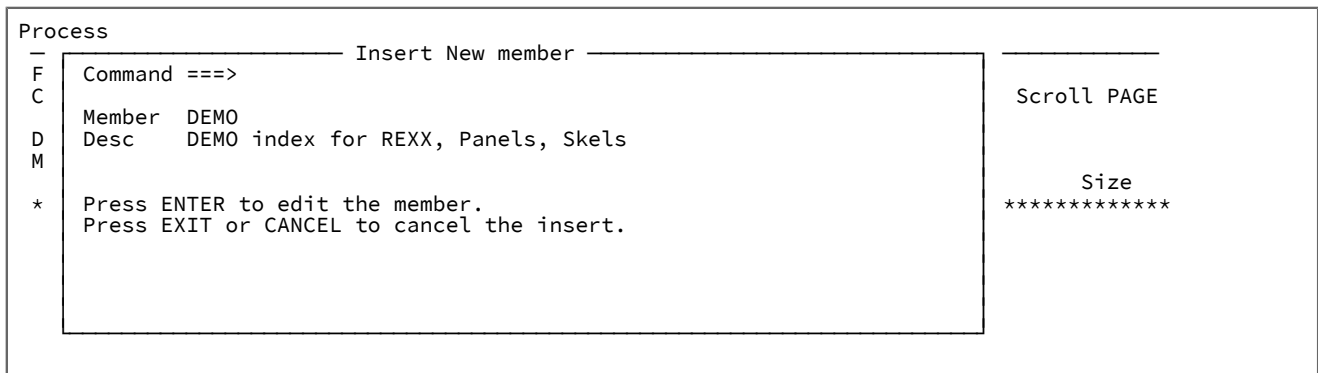 Process
Insert New member
F Command ===>
C Scroll PAGE
Member DEMO
D Desc DEMO index for REXX, Panels, Skels
M
Size
* Press ENTER to edit the member. *************
Press EXIT or CANCEL to cancel the insert.